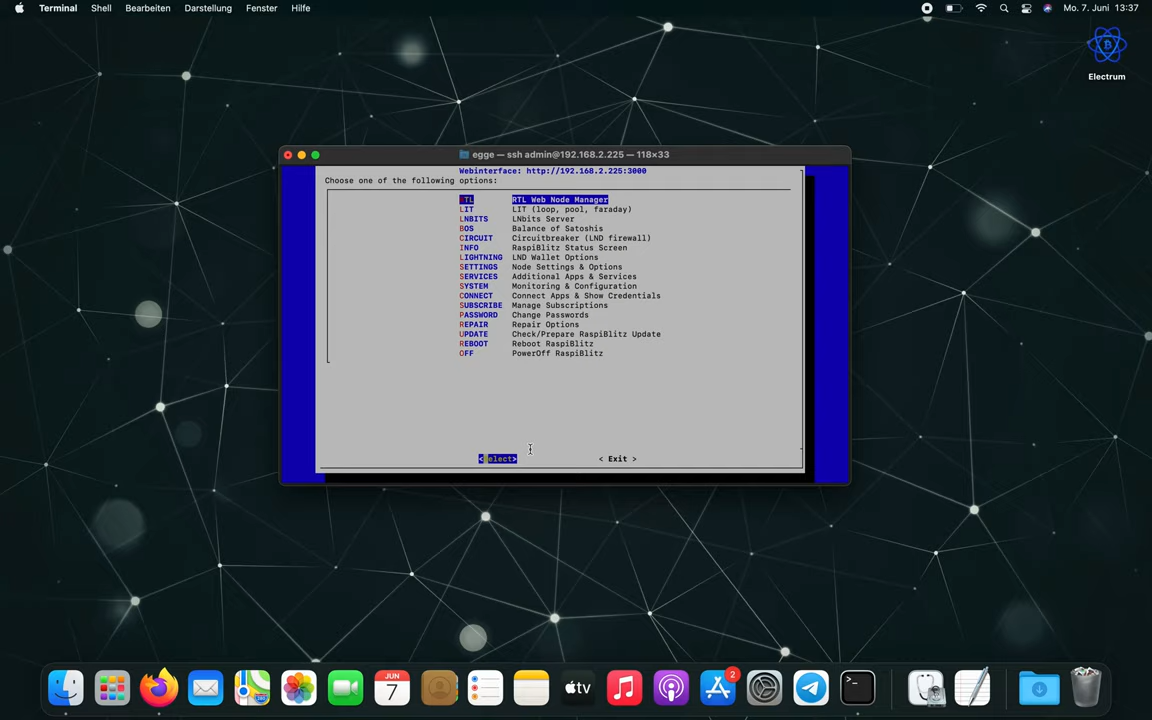 Terminal Shell Bearbeiten Darstellung Fenster Hilfe Mo. 7. Juni 13:37
Electrum
egge — ssh admin@192.168.2.225 — 118×33
Webinterface: http://192.168.2.225:3000
Choose one of the following options:
RTL RTL Web Node Manager
LIT LIT (loop, pool, faraday)
LNBITS LNbits Server
BOS Balance of Satoshis
CIRCUIT Circuitbreaker (LND firewall)
INFO RaspiBlitz Status Screen
LIGHTNING LND Wallet Options
SETTINGS Node Settings & Options
SERVICES Additional Apps & Services
SYSTEM Monitoring & Configuration
CONNECT Connect Apps & Show Credentials
SUBSCRIBE Manage Subscriptions
PASSWORD Change Passwords
REPAIR Repair Options
UPDATE Check/Prepare RaspiBlitz Update
REBOOT Reboot RaspiBlitz
OFF PowerOff RaspiBlitz
<Select> < Exit >
JUN
7
tv
2
>_